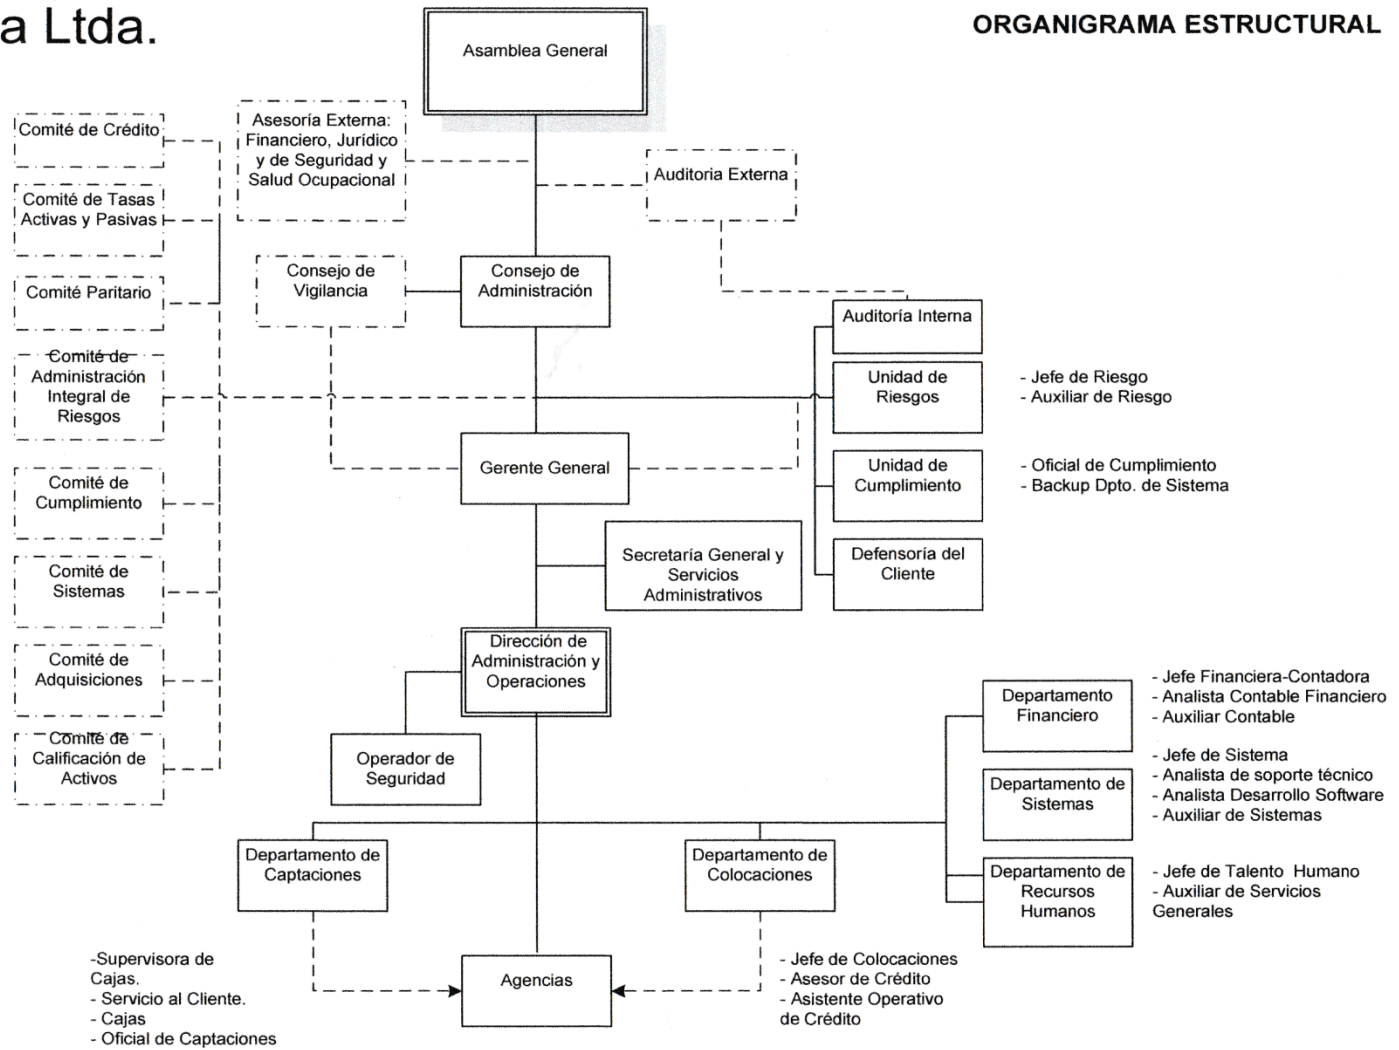 a Ltda.
ORGANIGRAMA ESTRUCTURAL
Asamblea General
Comité de Crédito
Asesoría Externa:
Financiero, Jurídico
y de Seguridad y
Salud Ocupacional
Auditoria Externa
Comité de Tasas
Activas y Pasivas
Comité Paritario
Consejo de
Vigilancia
Consejo de
Administración
Auditoría Interna
Comité de
Administración
Integral de
Riesgos
Unidad de
Riesgos
- Jefe de Riesgo
- Auxiliar de Riesgo
Gerente General
Comité de
Cumplimiento
Unidad de
Cumplimiento
- Oficial de Cumplimiento
- Backup Dpto. de Sistema
Secretaría General y
Servicios
Administrativos
Defensoría del
Cliente
Comité de
Sistemas
Dirección de
Administración y
Operaciones
Comité de
Adquisiciones
Departamento
Financiero
- Jefe Financiera-Contadora
- Analista Contable Financiero
- Auxiliar Contable
Comité de
Calificación de
Activos
Operador de
Seguridad
Departamento de
Sistemas
- Jefe de Sistema
- Analista de soporte técnico
- Analista Desarrollo Software
- Auxiliar de Sistemas
Departamento de
Captaciones
Departamento de
Colocaciones
Departamento de
Recursos
Humanos
- Jefe de Talento Humano
- Auxiliar de Servicios
Generales
-Supervisora de
Cajas.
- Servicio al Cliente.
- Cajas
- Oficial de Captaciones
Agencias
- Jefe de Colocaciones
- Asesor de Crédito
- Asistente Operativo
de Crédito